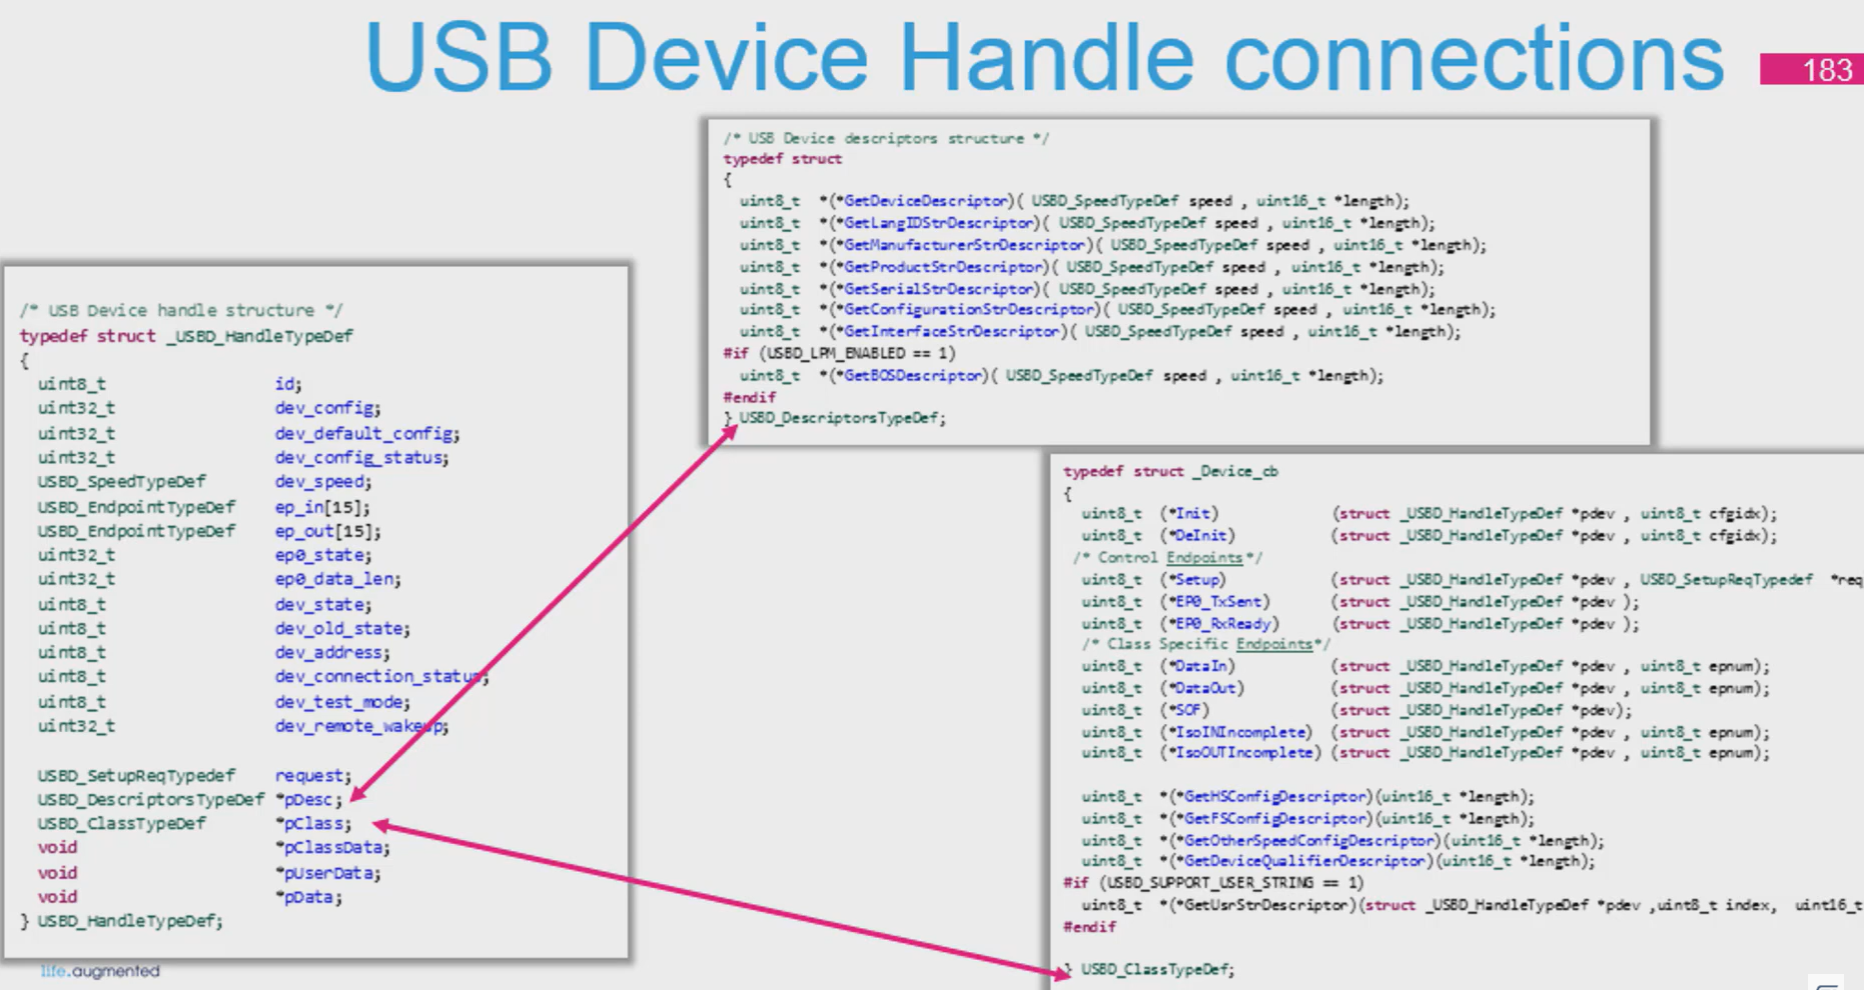 USB Device Handle connections
183
/* USB Device descriptors structure */
typedef struct
{
uint8_t *(*GetDeviceDescriptor)( USBD_SpeedTypeDef speed , uint16_t *length);
uint8_t *(*GetLangIDStrDescriptor)( USBD_SpeedTypeDef speed , uint16_t *length);
uint8_t *(*GetManufacturerStrDescriptor)( USBD_SpeedTypeDef speed , uint16_t *length);
uint8_t *(*GetProductStrDescriptor)( USBD_SpeedTypeDef speed , uint16_t *length);
uint8_t *(*GetSerialStrDescriptor)( USBD_SpeedTypeDef speed , uint16_t *length);
uint8_t *(*GetConfigurationStrDescriptor)( USBD_SpeedTypeDef speed , uint16_t *length);
uint8_t *(*GetInterfaceStrDescriptor)( USBD_SpeedTypeDef speed , uint16_t *length);
#if (USBD_LPM_ENABLED == 1)
uint8_t *(*GetBOSDescriptor)( USBD_SpeedTypeDef speed , uint16_t *length);
#endif
} USBD_DescriptorsTypeDef;
/* USB Device handle structure */
typedef struct _USBD_HandleTypeDef
{
uint8_t id;
uint32_t dev_config;
uint32_t dev_default_config;
uint32_t dev_config_status;
USBD_SpeedTypeDef dev_speed;
USBD_EndpointTypeDef ep_in[15];
USBD_EndpointTypeDef ep_out[15];
uint32_t ep0_state;
uint32_t ep0_data_len;
uint8_t dev_state;
uint8_t dev_old_state;
uint8_t dev_address;
uint8_t dev_connection_status;
uint8_t dev_test_mode;
uint32_t dev_remote_wakeup;
USBD_SetupReqTypedef request;
USBD_DescriptorsTypeDef *pDesc;
USBD_ClassTypeDef *pClass;
void *pClassData;
void *pUserData;
void *pData;
} USBD_HandleTypeDef;
typedef struct _Device_cb
{
uint8_t (*Init) (struct _USBD_HandleTypeDef *pdev , uint8_t cfgidx);
uint8_t (*DeInit) (struct _USBD_HandleTypeDef *pdev , uint8_t cfgidx);
/* Control Endpoints*/
uint8_t (*Setup) (struct _USBD_HandleTypeDef *pdev , USBD_SetupReqTypedef *req
uint8_t (*EP0_TxSent) (struct _USBD_HandleTypeDef *pdev );
uint8_t (*EP0_RxReady) (struct _USBD_HandleTypeDef *pdev );
/* Class Specific Endpoints*/
uint8_t (*DataIn) (struct _USBD_HandleTypeDef *pdev , uint8_t epnum);
uint8_t (*DataOut) (struct _USBD_HandleTypeDef *pdev , uint8_t epnum);
uint8_t (*SOF) (struct _USBD_HandleTypeDef *pdev);
uint8_t (*IsoINIncomplete) (struct _USBD_HandleTypeDef *pdev , uint8_t epnum);
uint8_t (*IsoOUTIncomplete) (struct _USBD_HandleTypeDef *pdev , uint8_t epnum);
uint8_t *(*GetHSConfigDescriptor)(uint16_t *length);
uint8_t *(*GetFSConfigDescriptor)(uint16_t *length);
uint8_t *(*GetOtherSpeedConfigDescriptor)(uint16_t *length);
uint8_t *(*GetDeviceQualifierDescriptor)(uint16_t *length);
#if (USBD_SUPPORT_USER_STRING == 1)
uint8_t *(*GetUsrStrDescriptor)(struct _USBD_HandleTypeDef *pdev ,uint8_t index, uint16_t
#endif
} USBD_ClassTypeDef;
life.augmented